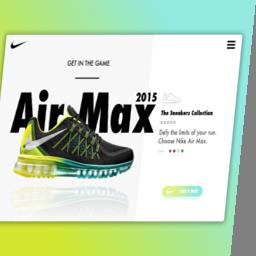 GET IN THE GAME
Air Max
2015
The Sneakers Collection
Defy the limits of your run.
Choose Nike Air Max.